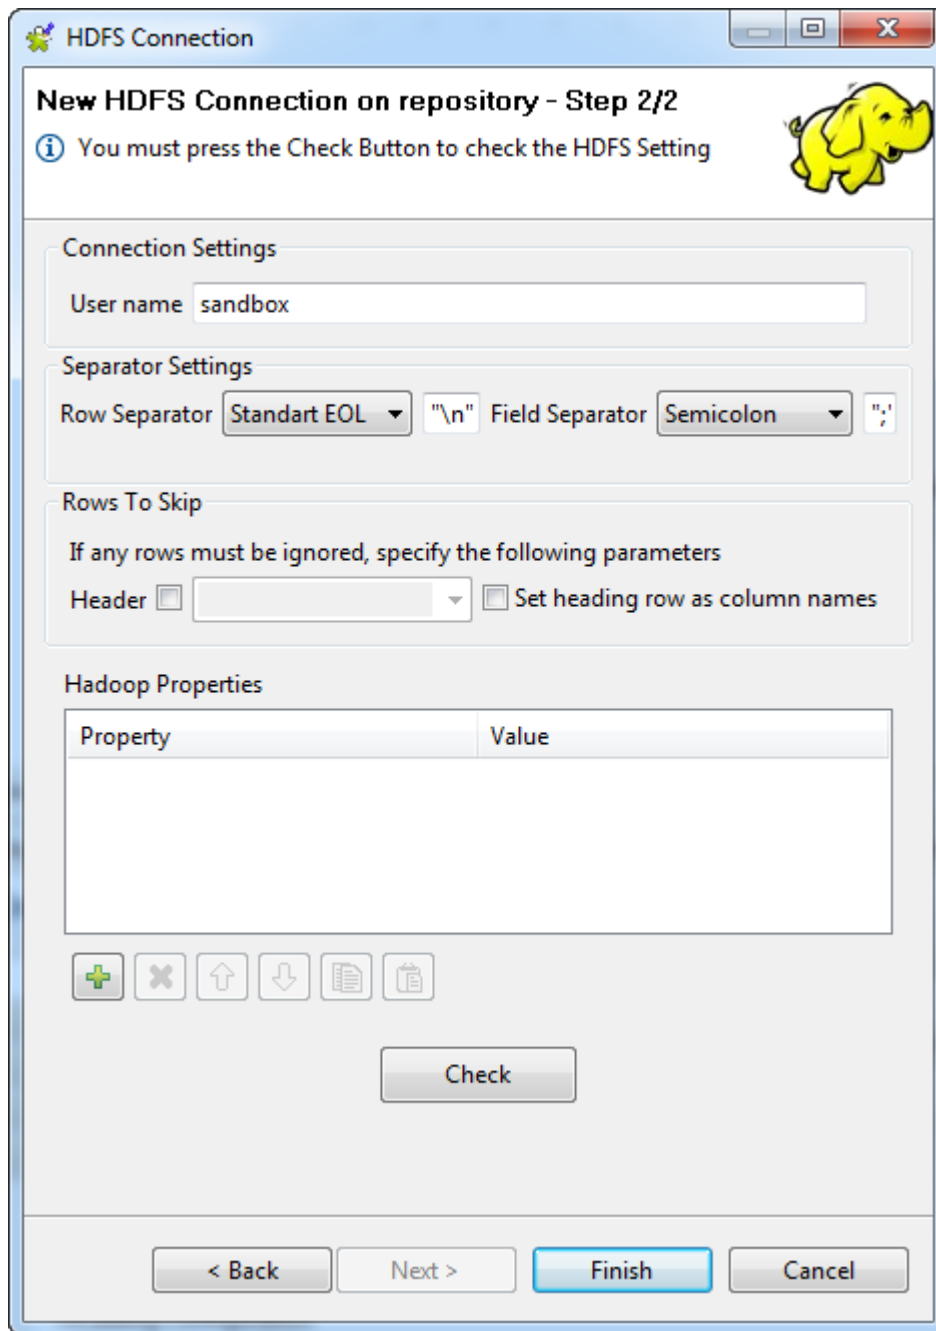 HDFS Connection
New HDFS Connection on repository - Step 2/2
You must press the Check Button to check the HDFS Setting
Connection Settings
User name sandbox
Separator Settings
Row Separator Standart EOL "\n" Field Separator Semicolon ";'
Rows To Skip
If any rows must be ignored, specify the following parameters
Header Set heading row as column names
Hadoop Properties
Property Value
Check
< Back Next > Finish Cancel